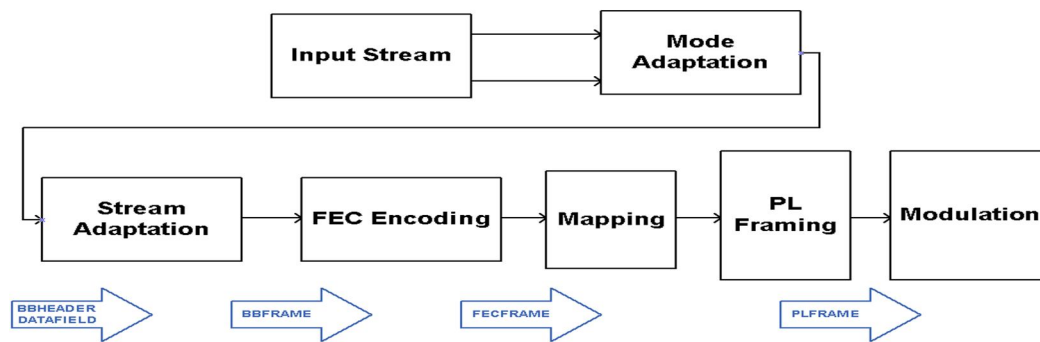 Input Stream
Mode
Adaptation
Stream
Adaptation
FEC Encoding
Mapping
PL
Framing
Modulation
BBHEADER
DATAFIELD
BBFRAME
FECFRAME
PLFRAME